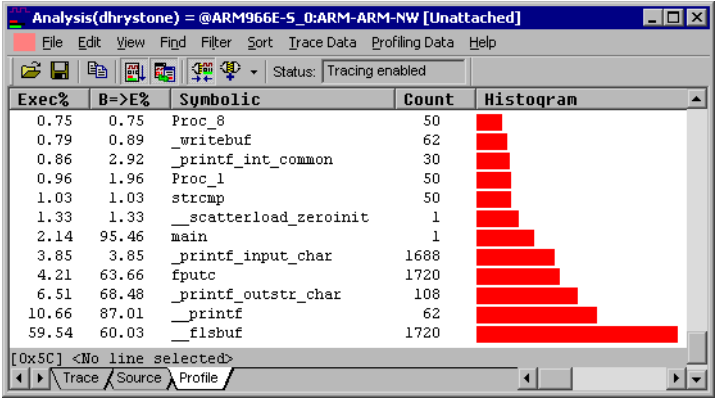 Analysis(dhrystone) = @ARM966E-S_0:ARM-ARM-NW [Unattached]
File Edit View Find Filter Sort Trace Data Profiling Data Help
Status: Tracing enabled
Exec% B=>E% Symbolic Count Histogram
0.75 0.75 Proc_8 50
0.79 0.89 _writebuf 62
0.86 2.92 _printf_int_common 30
0.96 1.96 Proc_1 50
1.03 1.03 strcmp 50
1.33 1.33 __scatterload_zeroinit 1
2.14 95.46 main 1
3.85 3.85 _printf_input_char 1688
4.21 63.66 fputc 1720
6.51 68.48 _printf_outstr_char 108
10.66 87.01 __printf 62
59.54 60.03 __flsbuf 1720
[0x5C] <No line selected>
Trace Source Profile